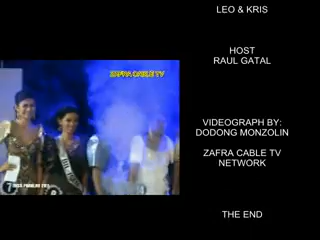 LEO & KRIS
HOST
RAUL GATAL
ZAFRA CABLE TV
VIDEOGRAPH BY:
DODONG MONZOLIN
ZAFRA CABLE TV
NETWORK
THE END